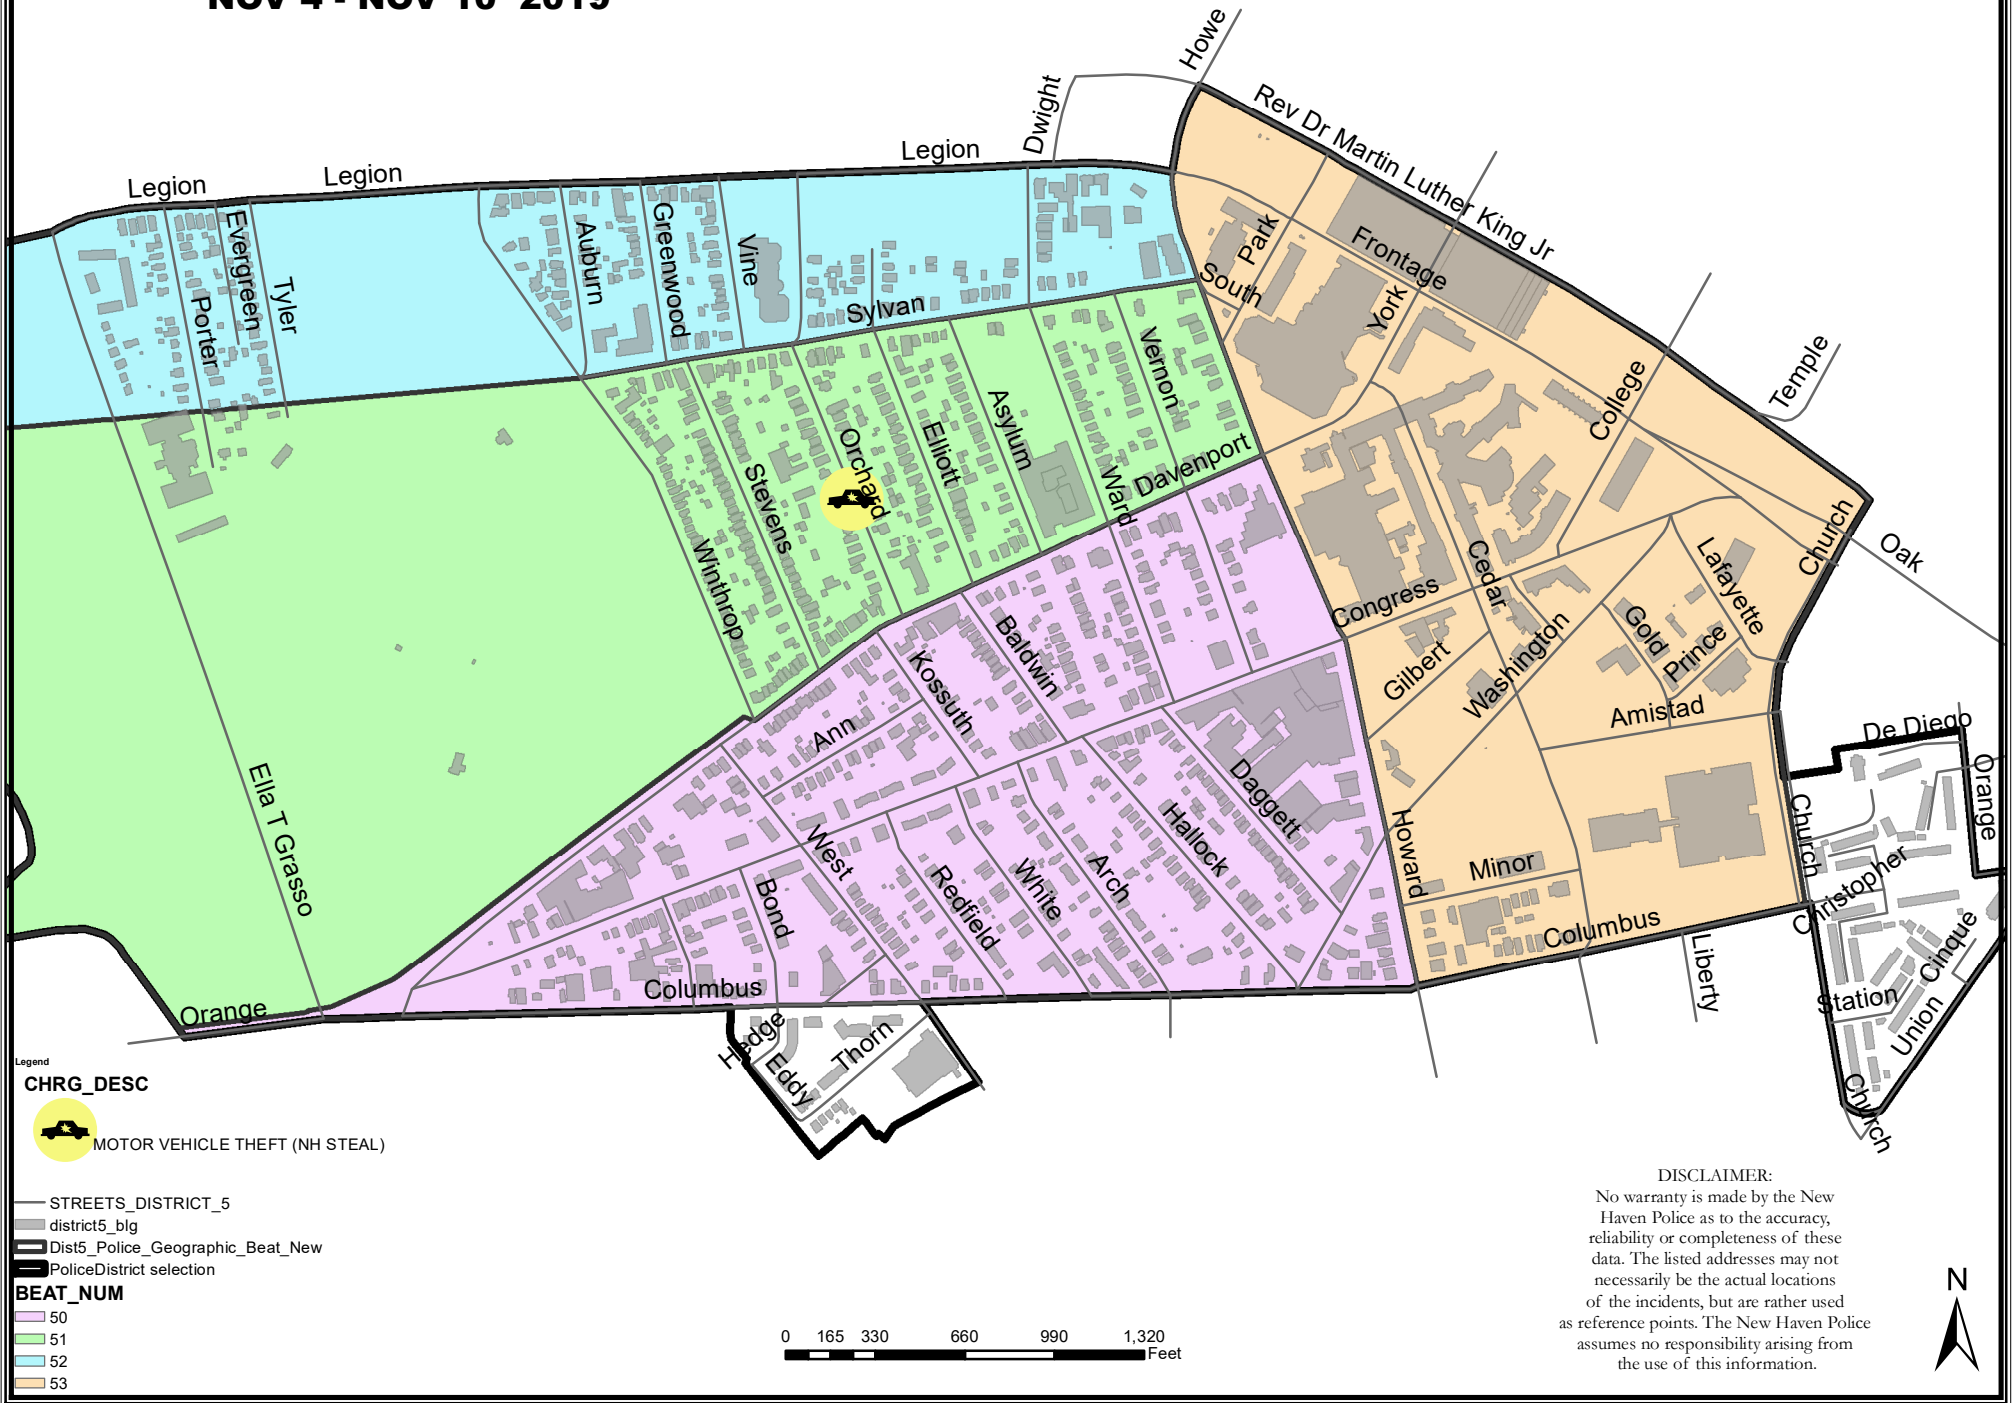 NOV 4 - NOV 10 2019
Howe
Dwight
Rev Dr Martin Luther King Jr
Legion
Legion
Legion
Evergreen
Porter
Tyler
Auburn
Greenwood
Vine
Sylvan
Park
South
Frontage
York
College
Temple
Vernon
Asylum
Elliott
Orchard
Stevens
Winthrop
Ward
Davenport
Church
Oak
Cedar
Congress
Lafayette
Gold
Prince
Washington
Gilbert
Amistad
Baldwin
Kossuth
Ann
De Diego
Orange
Ella T Grasso
Daggett
Hallock
Arch
White
Redfield
West
Bond
Howard
Minor
Church
Christopher
Columbus
Columbus
Cinque
Liberty
Station
Union
Orange
Hedge
Eddy
Thorn
Church
Legend
CHRG_DESC
MOTOR VEHICLE THEFT (NH STEAL)
STREETS_DISTRICT_5
district5_blg
Dist5_Police_Geographic_Beat_New
PoliceDistrict selection
BEAT_NUM
50
51
52
53
0 165 330 660 990 1,320
Feet
DISCLAIMER:
No warranty is made by the New
Haven Police as to the accuracy,
reliability or completeness of these
data. The listed addresses may not
necessarily be the actual locations
of the incidents, but are rather used
as reference points. The New Haven Police
assumes no responsibility arising from
the use of this information.
N